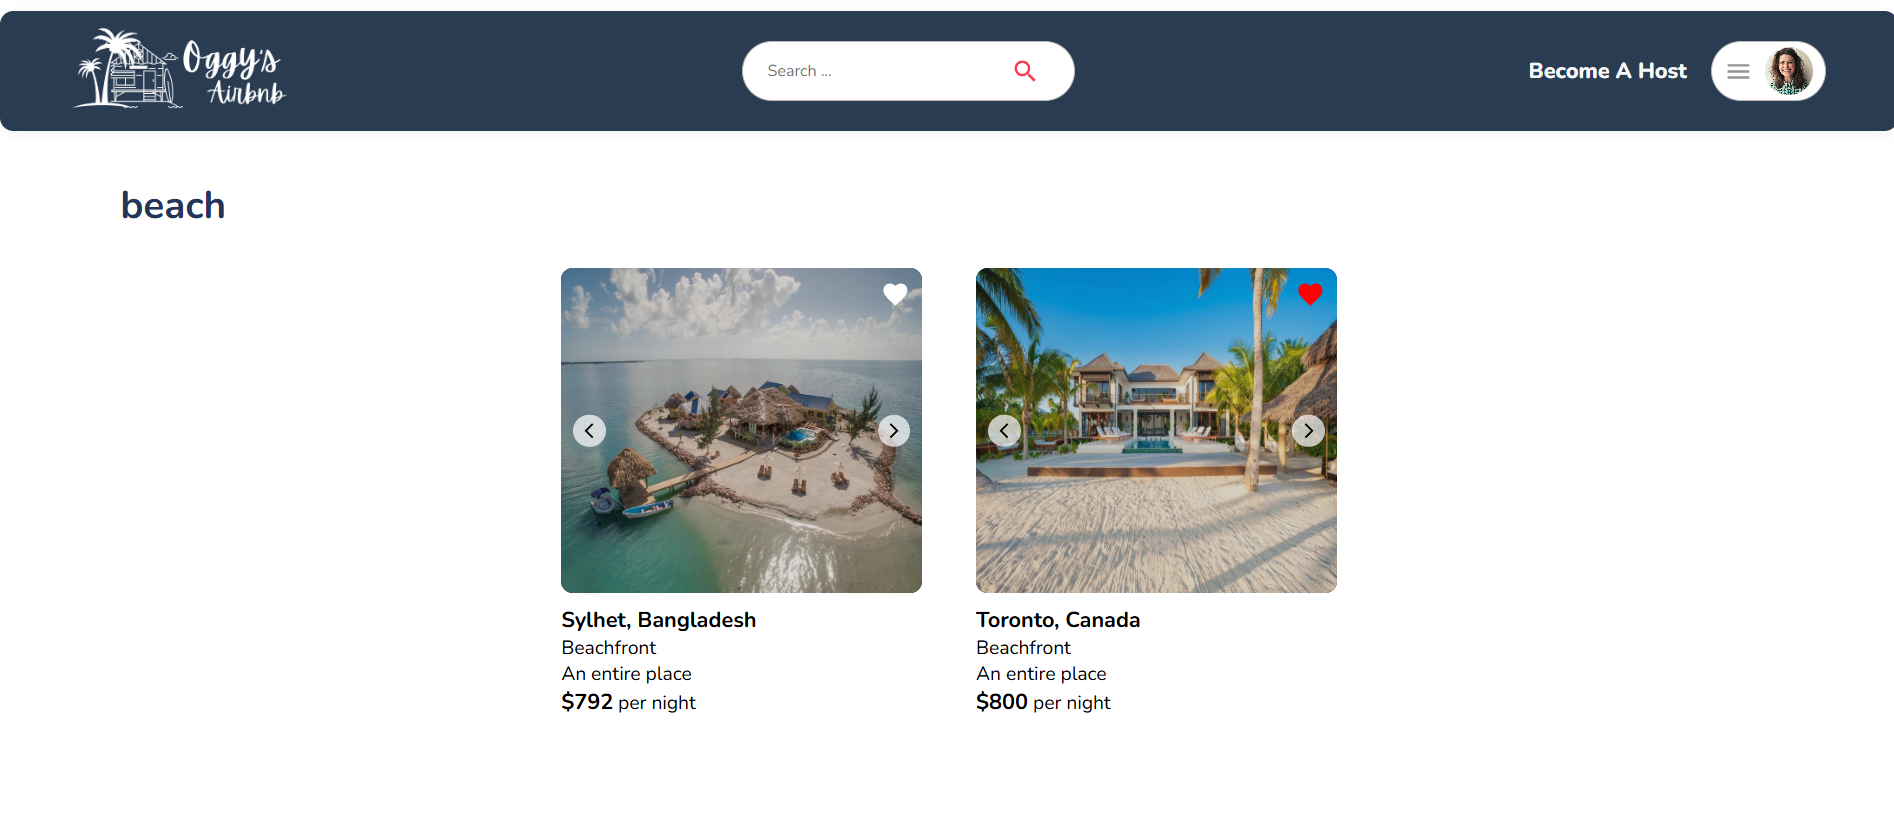 Oggy's
Airbnb
Search ...
Become A Host
beach
Sylhet, Bangladesh
Beachfront
An entire place
$792 per night
Toronto, Canada
Beachfront
An entire place
$800 per night